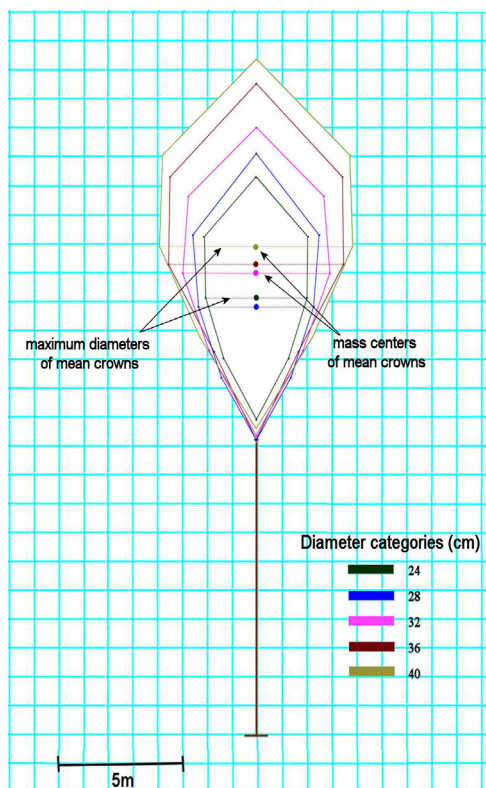 maximum diameters
of mean crowns
mass centers
of mean crowns
Diameter categories (cm)
24
28
32
36
40
5m